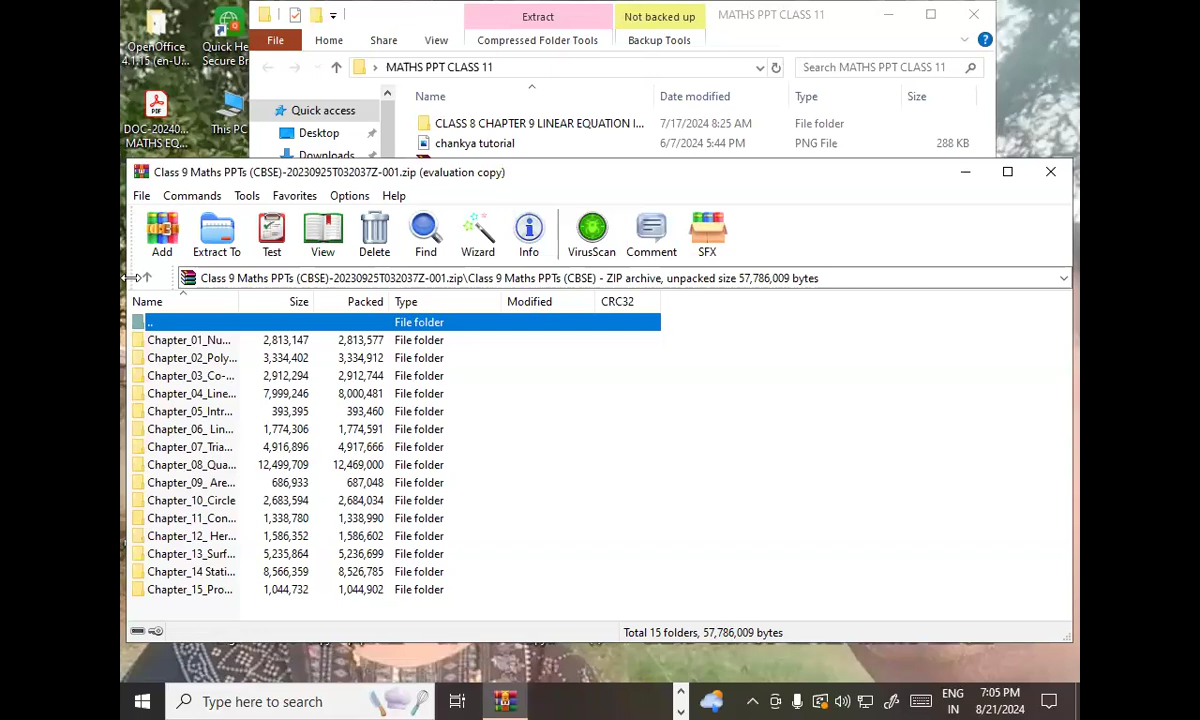 OpenOffice Quick He...
4.1.15 (en-U... Secure Br
DOC-20240... This PC
MATHS EQ...
Extract Not backed up MATHS PPT CLASS 11
File Home Share View Compressed Folder Tools Backup Tools
MATHS PPT CLASS 11 Search MATHS PPT CLASS 11
Quick access
Desktop
Downloads
Name Date modified Type Size
CLASS 8 CHAPTER 9 LINEAR EQUATION I... 7/17/2024 8:25 AM File folder
chankya tutorial 6/7/2024 5:44 PM PNG File 288 KB
Class 9 Maths PPTs (CBSE)-20230925T032037Z-001.zip (evaluation copy)
File Commands Tools Favorites Options Help
Add Extract To Test View Delete Find Wizard Info VirusScan Comment SFX
Class 9 Maths PPTs (CBSE)-20230925T032037Z-001.zip\Class 9 Maths PPTs (CBSE) - ZIP archive, unpacked size 57,786,009 bytes
Name Size Packed Type Modified CRC32
.. File folder
Chapter_01_Nu... 2,813,147 2,813,577 File folder
Chapter_02_Poly... 3,334,402 3,334,912 File folder
Chapter_03_Co-... 2,912,294 2,912,744 File folder
Chapter_04_Line... 7,999,246 8,000,481 File folder
Chapter_05_Intr... 393,395 393,460 File folder
Chapter_06_ Lin... 1,774,306 1,774,591 File folder
Chapter_07_Tria... 4,916,896 4,917,666 File folder
Chapter_08_Qua... 12,499,709 12,469,000 File folder
Chapter_09_ Are... 686,933 687,048 File folder
Chapter_10_Circle 2,683,594 2,684,034 File folder
Chapter_11_Con... 1,338,780 1,338,990 File folder
Chapter_12_ Her... 1,586,352 1,586,602 File folder
Chapter_13_Surf... 5,235,864 5,236,699 File folder
Chapter_14 Stati... 8,566,359 8,526,785 File folder
Chapter_15_Pro... 1,044,732 1,044,902 File folder
Total 15 folders, 57,786,009 bytes
Type here to search
ENG
IN
7:05 PM
8/21/2024